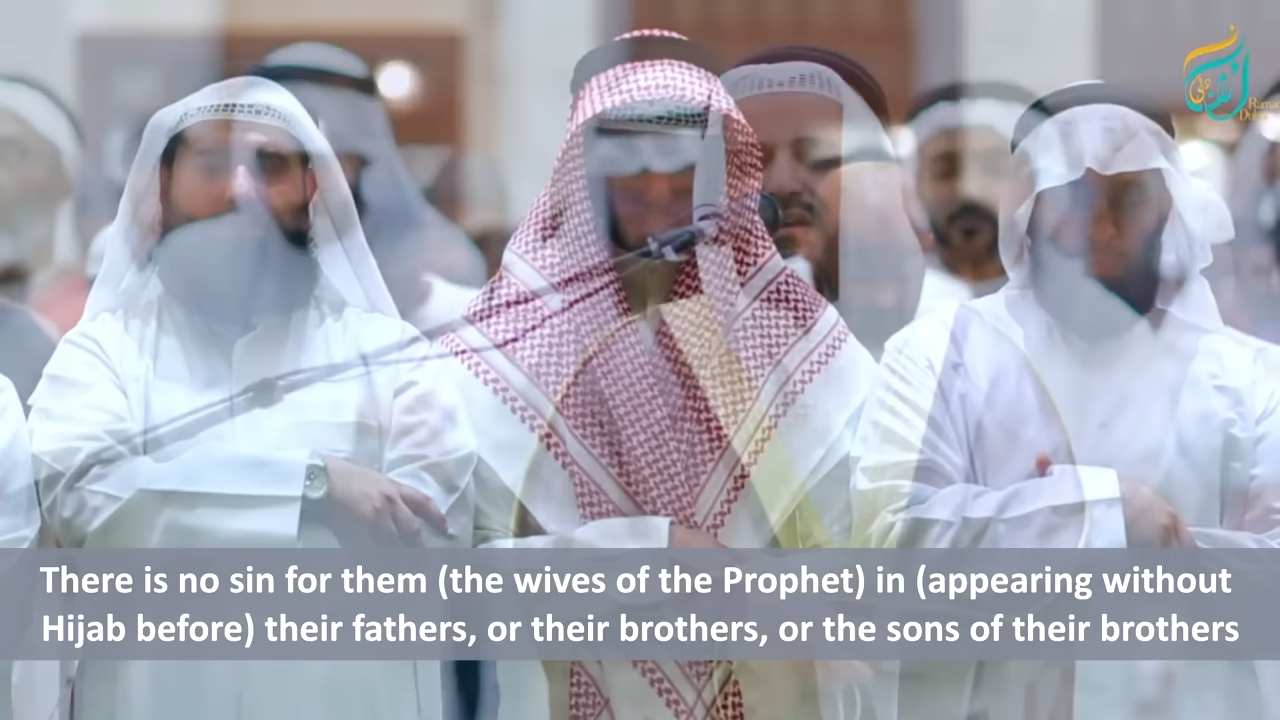 There is no sin for them (the wives of the Prophet) in (appearing without
Hijab before) their fathers, or their brothers, or the sons of their brothers